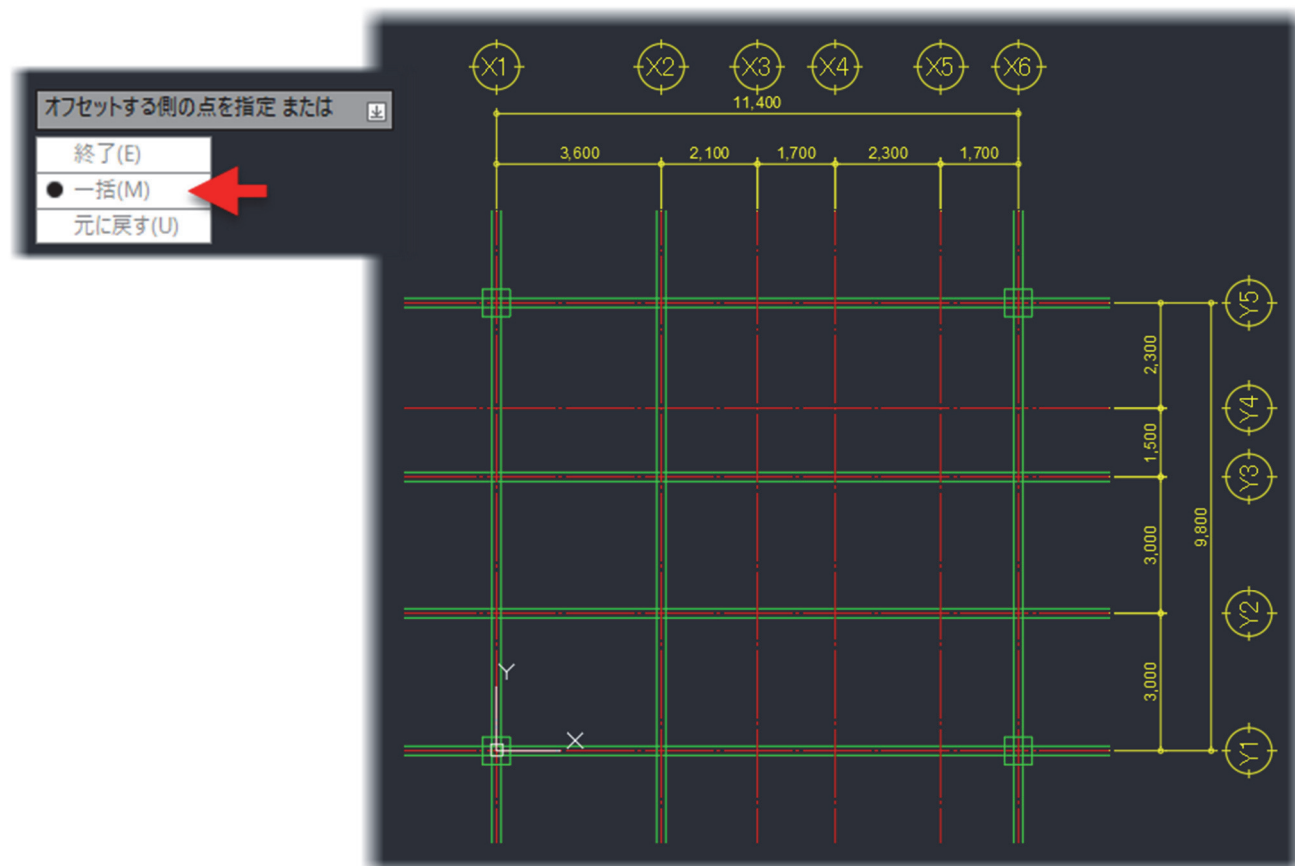 オフセットする側の点を指定 または
終了(E)
一括(M)
元に戻す(U)
X1 X2 X3 X4 X5 X6
11,400
3,600 2,100 1,700 2,300 1,700
Y5
2,300
Y4
1,500
Y3
9,800
3,000
Y2
3,000
Y1
Y
X